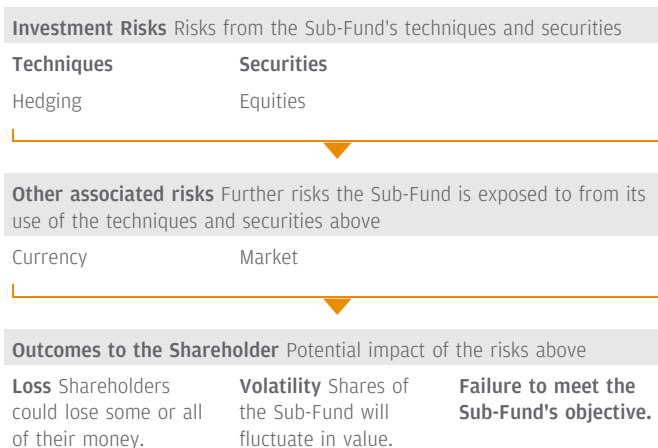 Investment Risks Risks from the Sub-Fund's techniques and securities
Techniques Securities
Hedging Equities
Other associated risks Further risks the Sub-Fund is exposed to from its
use of the techniques and securities above
Currency Market
Outcomes to the Shareholder Potential impact of the risks above
Loss Shareholders
could lose some or all
of their money.
Volatility Shares of
the Sub-Fund will
fluctuate in value.
Failure to meet the
Sub-Fund's objective.